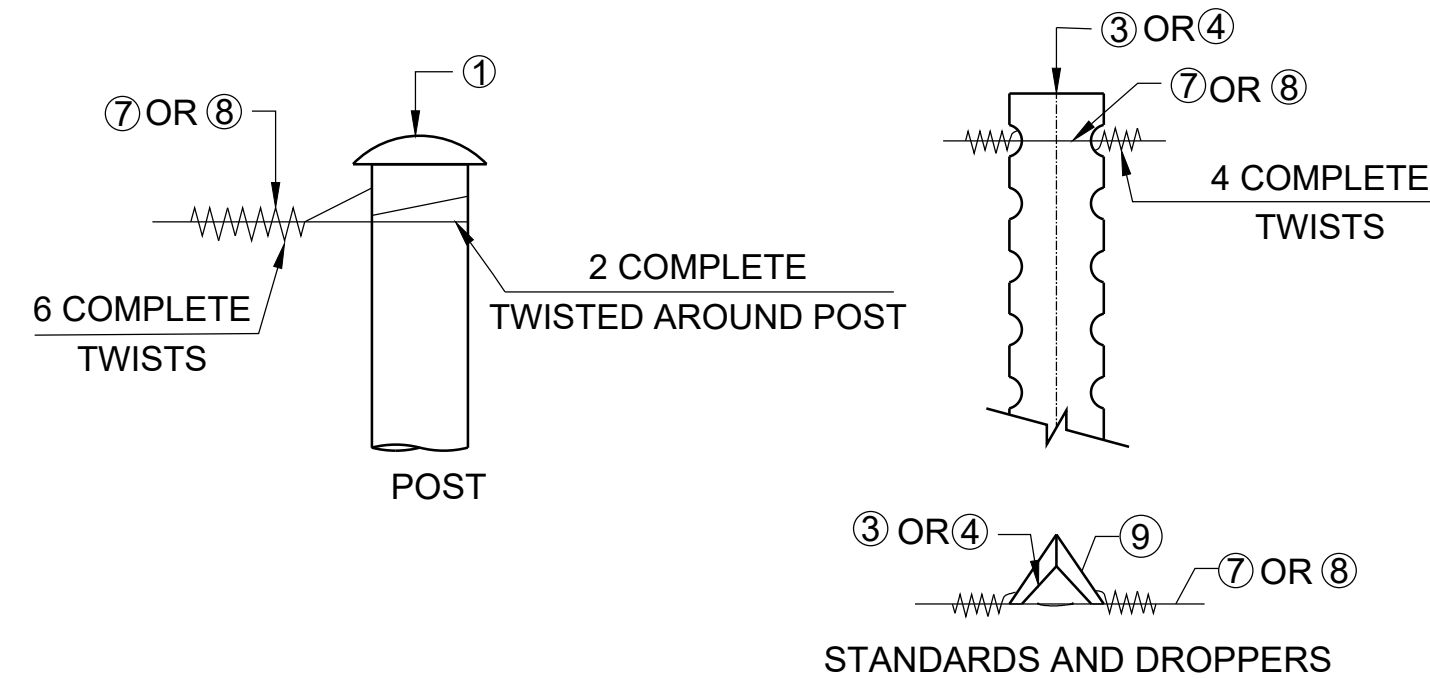 ① 
⑦ OR ⑧
2 COMPLETE
TWISTED AROUND POST
6 COMPLETE
TWISTS
POST
③ OR ④
⑦ OR ⑧
4 COMPLETE
TWISTS
③ OR ④
⑨
⑦ OR ⑧
STANDARDS AND DROPPERS